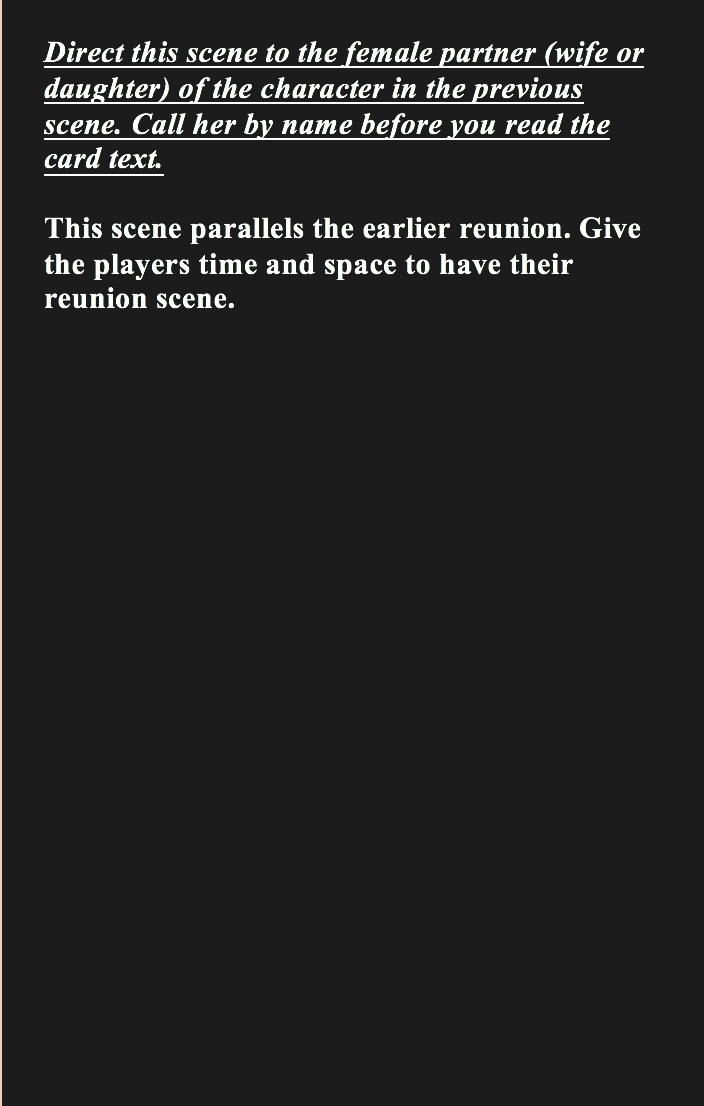 Direct this scene to the female partner (wife or
daughter) of the character in the previous
scene. Call her by name before you read the
card text.
This scene parallels the earlier reunion. Give
the players time and space to have their
reunion scene.